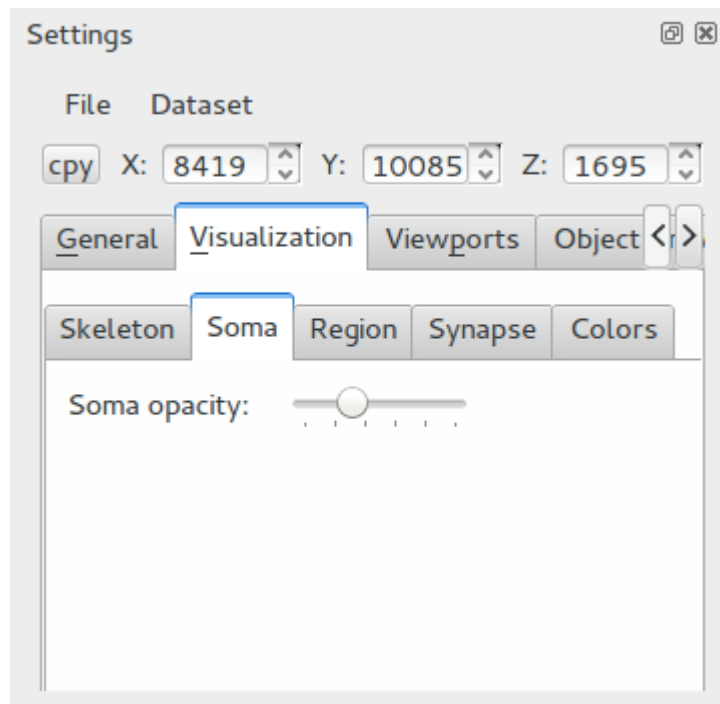 Settings
File Dataset
cpy X: 8419 Y: 10085 Z: 1695
General Visualization Viewports Object < >
Skeleton Soma Region Synapse Colors
Soma opacity: